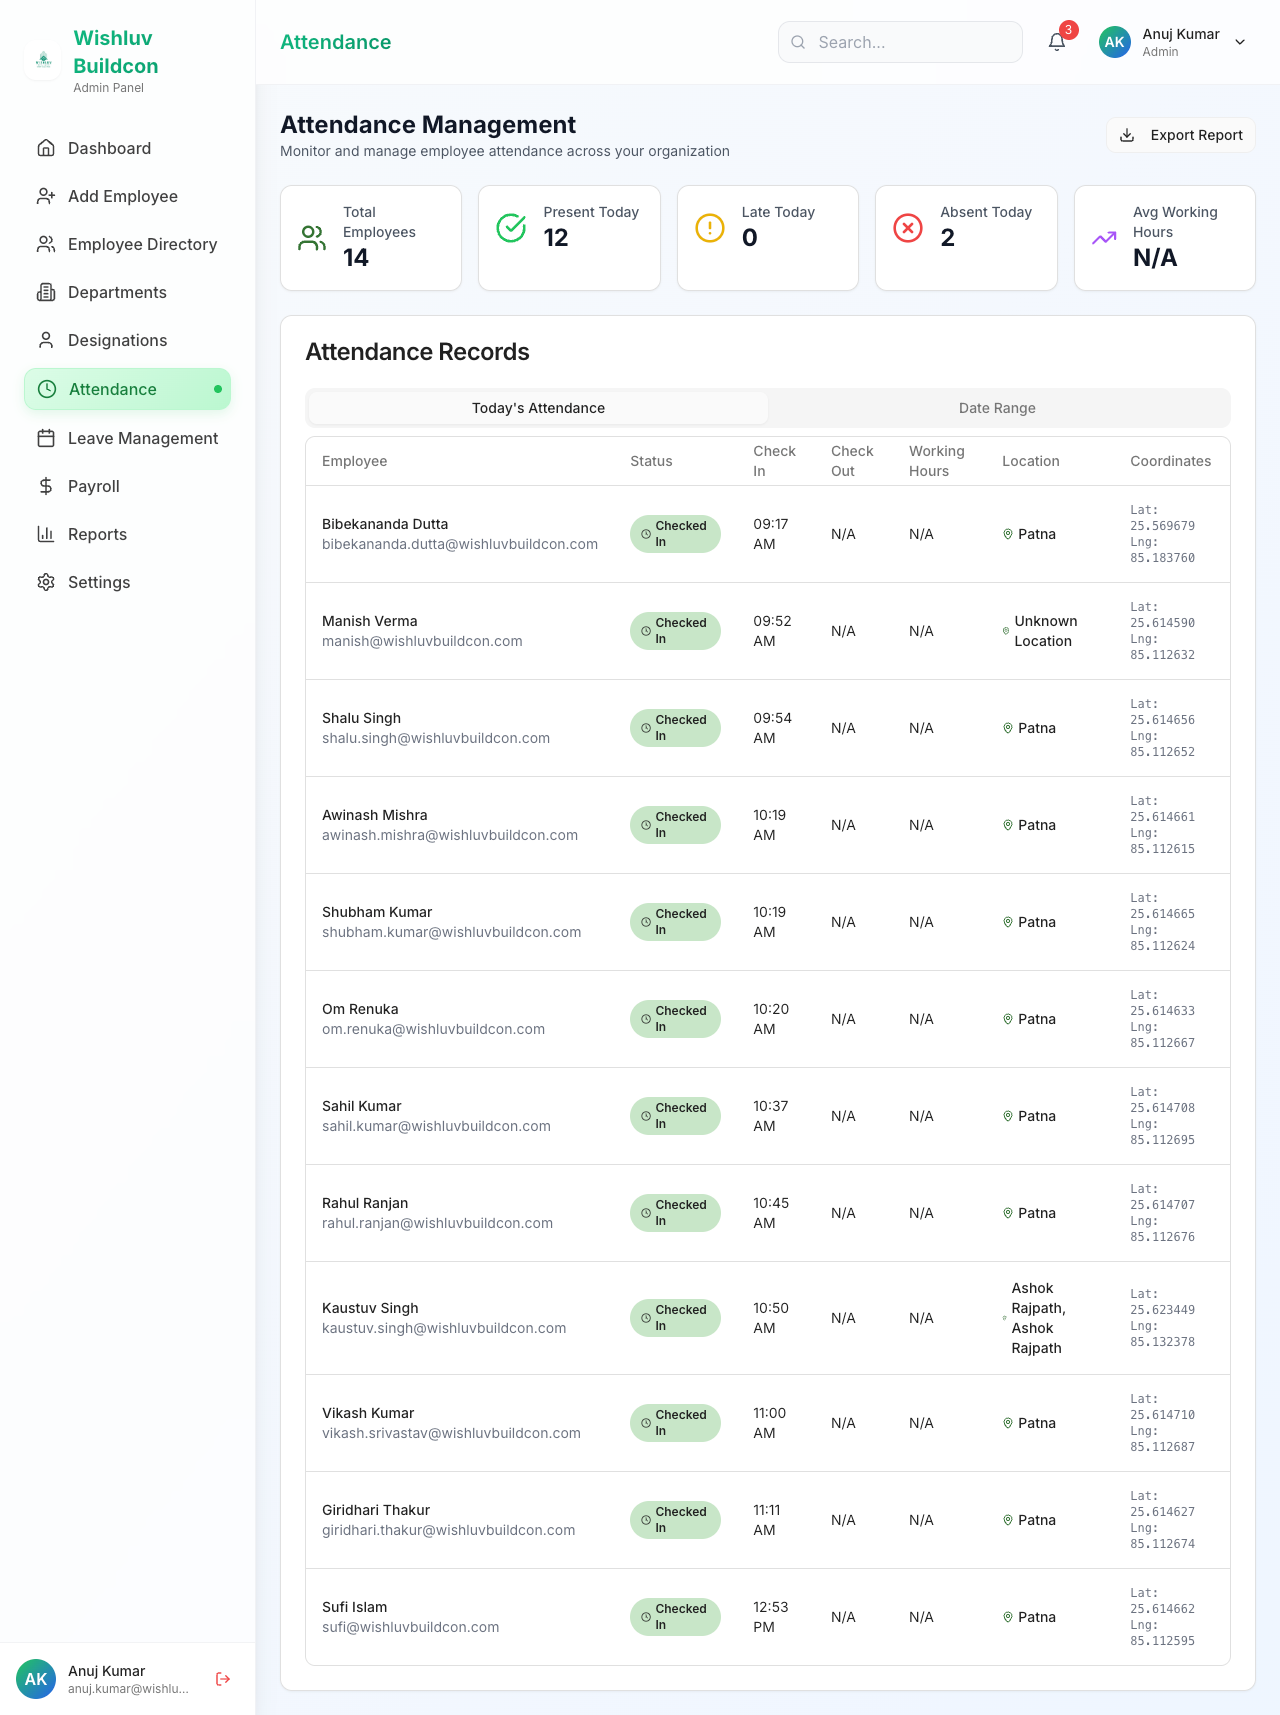 Wishluv
Buildcon
Admin Panel
Dashboard
Add Employee
Employee Directory
Departments
Designations
Attendance
Leave Management
Payroll
Reports
Settings
AK
Anuj Kumar
anuj.kumar@wishlu...
Attendance
Search...
3
AK
Anuj Kumar
Admin
Attendance Management
Monitor and manage employee attendance across your organization
Export Report
Total
Employees
14
Present Today
12
Late Today
0
Absent Today
2
Avg Working
Hours
N/A
Attendance Records
Today's Attendance
Date Range
Employee Status Check In Check Out Working Hours Location Coordinates
Bibekananda Dutta
bibekananda.dutta@wishluvbuildcon.com
Checked In
09:17 AM
N/A
N/A
Patna
Lat: 25.569679
Lng: 85.183760
Manish Verma
manish@wishluvbuildcon.com
Checked In
09:52 AM
N/A
N/A
Unknown Location
Lat: 25.614590
Lng: 85.112632
Shalu Singh
shalu.singh@wishluvbuildcon.com
Checked In
09:54 AM
N/A
N/A
Patna
Lat: 25.614656
Lng: 85.112652
Awinash Mishra
awinash.mishra@wishluvbuildcon.com
Checked In
10:19 AM
N/A
N/A
Patna
Lat: 25.614661
Lng: 85.112615
Shubham Kumar
shubham.kumar@wishluvbuildcon.com
Checked In
10:19 AM
N/A
N/A
Patna
Lat: 25.614665
Lng: 85.112624
Om Renuka
om.renuka@wishluvbuildcon.com
Checked In
10:20 AM
N/A
N/A
Patna
Lat: 25.614633
Lng: 85.112667
Sahil Kumar
sahil.kumar@wishluvbuildcon.com
Checked In
10:37 AM
N/A
N/A
Patna
Lat: 25.614708
Lng: 85.112695
Rahul Ranjan
rahul.ranjan@wishluvbuildcon.com
Checked In
10:45 AM
N/A
N/A
Patna
Lat: 25.614707
Lng: 85.112676
Kaustuv Singh
kaustuv.singh@wishluvbuildcon.com
Checked In
10:50 AM
N/A
N/A
Ashok Rajpath, Ashok Rajpath
Lat: 25.623449
Lng: 85.132378
Vikash Kumar
vikash.srivastav@wishluvbuildcon.com
Checked In
11:00 AM
N/A
N/A
Patna
Lat: 25.614710
Lng: 85.112687
Giridhari Thakur
giridhari.thakur@wishluvbuildcon.com
Checked In
11:11 AM
N/A
N/A
Patna
Lat: 25.614627
Lng: 85.112674
Sufi Islam
sufi@wishluvbuildcon.com
Checked In
12:53 PM
N/A
N/A
Patna
Lat: 25.614662
Lng: 85.112595